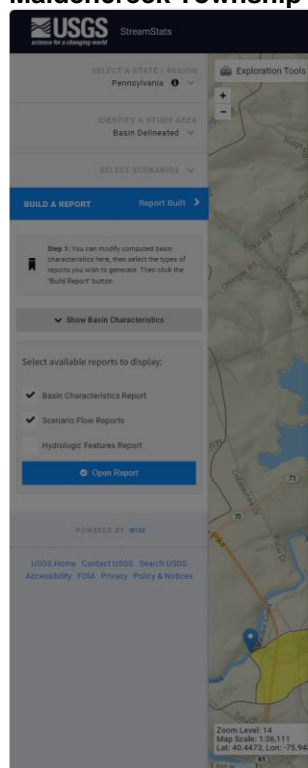 Maidencreek Township
USGS
science for a changing world
StreamStats
SELECT A STATE / REGION
Pennsylvania
IDENTIFY A STUDY AREA
Basin Delineated
SELECT SCENARIOS
BUILD A REPORT
Report Built
Step 1: You can modify computed basin
characteristics here, then select the types of
reports you wish to generate. Then click the
"Build Report" button
Show Basin Characteristics
Select available reports to display:
Basin Characteristics Report
Scenario Flow Reports
Hydrologic Features Report
Open Report
POWERED BY WIM
USGS Home Contact USGS Search USGS
Accessibility FOIA Privacy Policy & Notices
Exploration Tools
+
-
73
73
Pike
Zoom Level: 14
Map Scale: 1:36,111
Lat: 40.4473, Lon: -75.94
61